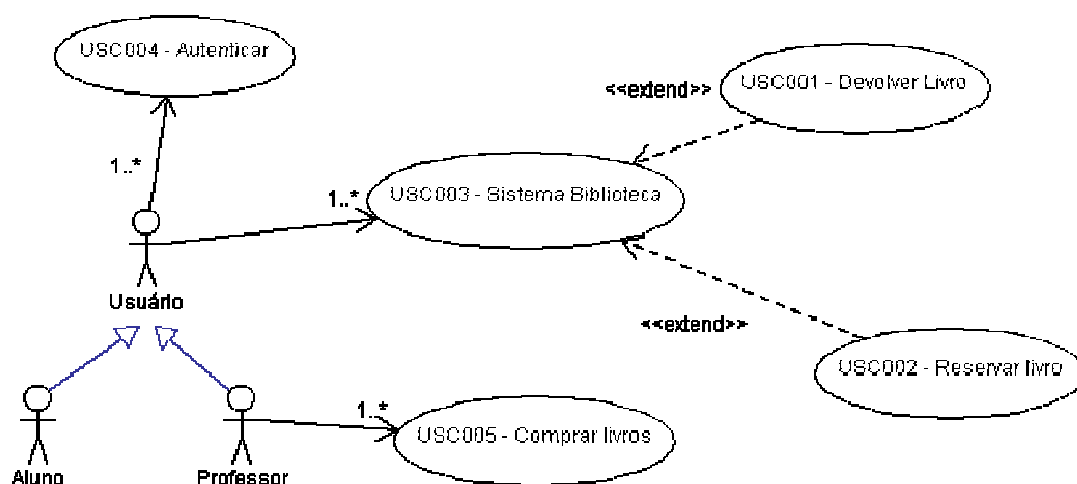 USC004 - Autenticar
USC001 - Devolver Livro
<<extend>>
1..*
USC003 - Sistema Biblioteca
1..*
Usuário
<<extend>>
USC002 - Reservar livro
1..*
USC005 - Comprar livros
Aluno
Professor